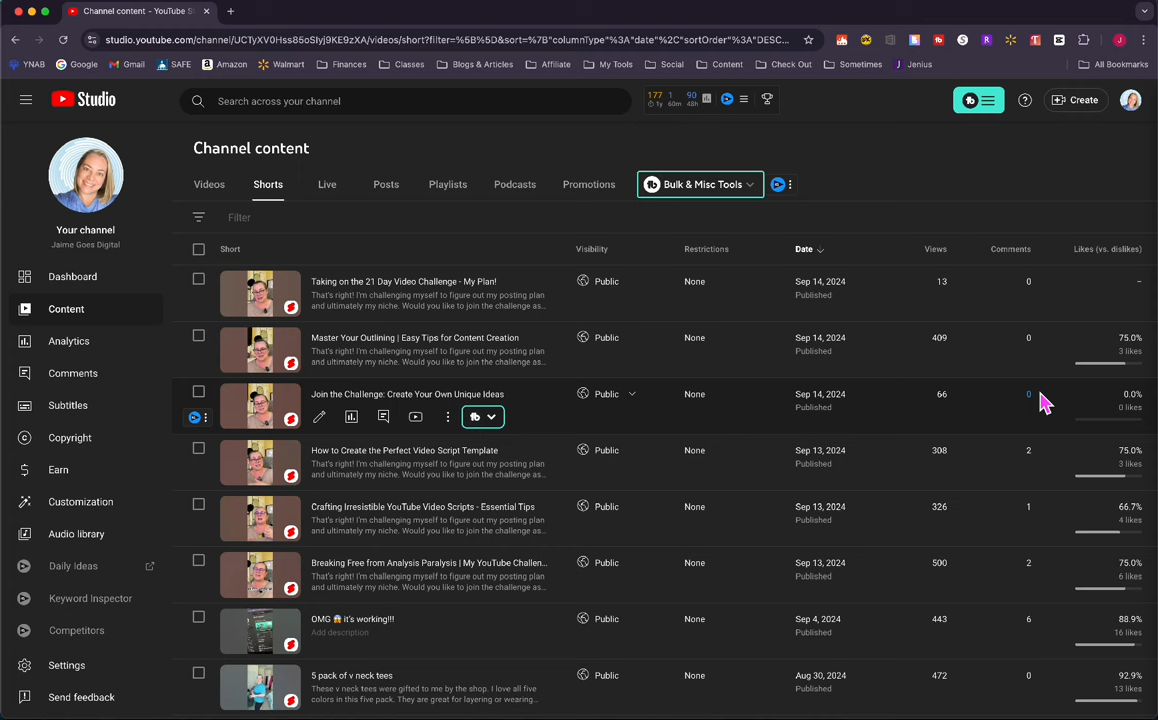 Channel content - YouTube S
studio.youtube.com/channel/UCTyXV0Hss85oSIyj9KE9zXA/videos/short?filter=%5B%5D&sort=%7B"columnType"%3A"date"%2C"sortOrder"%3A"DESC...
YNAB Google Gmail SAFE Amazon Walmart Finances Classes Blogs & Articles Affiliate My Tools Social Content Check Out Sometimes Jenius All Bookmarks
Studio
Search across your channel
177 1 90
1y 60m 48h
Create
Your channel
Jaime Goes Digital
Dashboard
Content
Analytics
Comments
Subtitles
Copyright
Earn
Customization
Audio library
Daily Ideas
Keyword Inspector
Competitors
Settings
Send feedback
Channel content
Videos Shorts Live Posts Playlists Podcasts Promotions tb Bulk & Misc Tools
Filter
Short Visibility Restrictions Date Views Comments Likes (vs. dislikes)
Taking on the 21 Day Video Challenge - My Plan! Public None Sep 14, 2024 13 0 –
That's right! I'm challenging myself to figure out my posting plan Published
and ultimately my niche. Would you like to join the challenge as...
Master Your Outlining | Easy Tips for Content Creation Public None Sep 14, 2024 409 0 75.0%
That's right! I'm challenging myself to figure out my posting plan Published 3 likes
and ultimately my niche. Would you like to join the challenge as...
Join the Challenge: Create Your Own Unique Ideas Public None Sep 14, 2024 66 0 0.0%
Published 0 likes
tb
How to Create the Perfect Video Script Template Public None Sep 13, 2024 308 2 75.0%
That's right! I'm challenging myself to figure out my posting plan Published 3 likes
and ultimately my niche. Would you like to join the challenge as...
Crafting Irresistible YouTube Video Scripts - Essential Tips Public None Sep 13, 2024 326 1 66.7%
That's right! I'm challenging myself to figure out my posting plan Published 4 likes
and ultimately my niche. Would you like to join the challenge as...
Breaking Free from Analysis Paralysis | My YouTube Challen... Public None Sep 13, 2024 500 2 75.0%
That's right! I'm challenging myself to figure out my posting plan Published 6 likes
and ultimately my niche. Would you like to join the challenge as...
OMG 😱 it's working!!! Public None Sep 4, 2024 443 6 88.9%
Add description Published 16 likes
5 pack of v neck tees Public None Aug 30, 2024 472 0 92.9%
These v neck tees were gifted to me by the shop. I love all five Published 13 likes
colors in this five pack. They are great for layering or wearing...